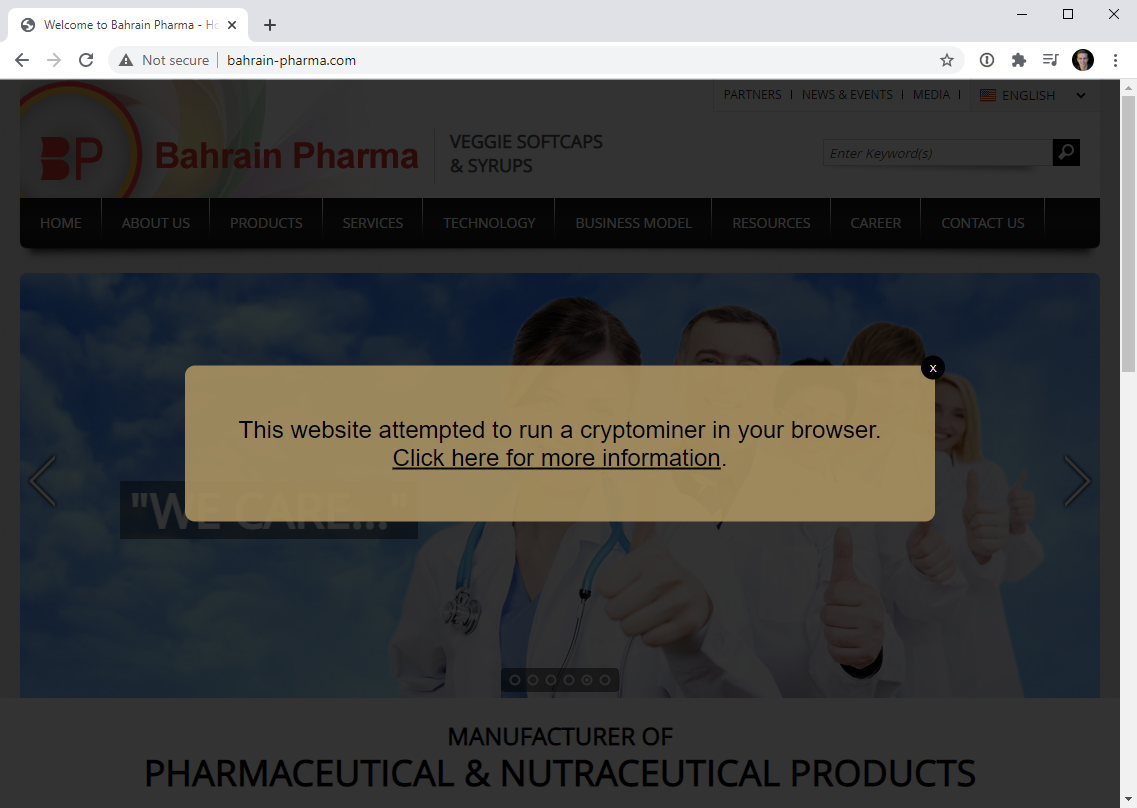 Welcome to Bahrain Pharma - Ho
Not secure
bahrain-pharma.com
PARTNERS | NEWS & EVENTS | MEDIA |
ENGLISH
BP
Bahrain Pharma
VEGGIE SOFTCAPS
& SYRUPS
Enter Keyword(s)
HOME ABOUT US PRODUCTS SERVICES TECHNOLOGY BUSINESS MODEL RESOURCES CAREER CONTACT US
x
This website attempted to run a cryptominer in your browser.
Click here for more information.
"WE CARE..."
MANUFACTURER OF
PHARMACEUTICAL & NUTRACEUTICAL PRODUCTS